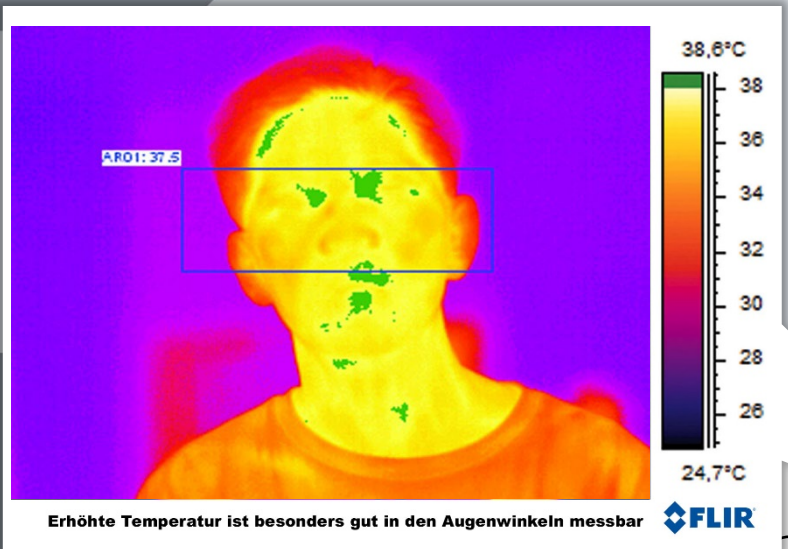 38,6°C
38
AR01: 37.5
36
34
32
30
28
26
24,7°C
Erhöhte Temperatur ist besonders gut in den Augenwinkeln messbar
FLIR